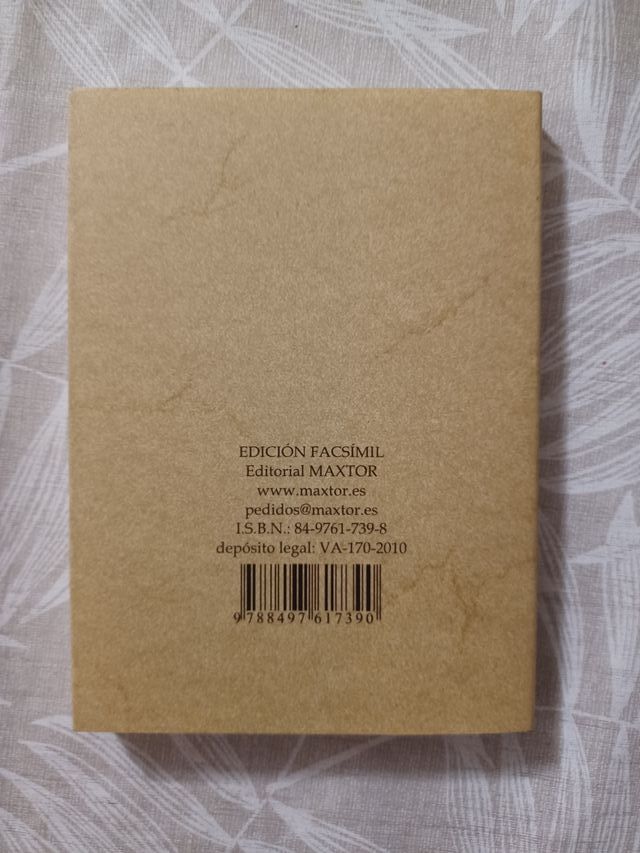 EDICIÓN FACSÍMIL
Editorial MAXTOR
www.maxtor.es
pedidos@maxtor.es
I.S.B.N.: 84-9761-739-8
depósito legal: VA-170-2010
9788497617390